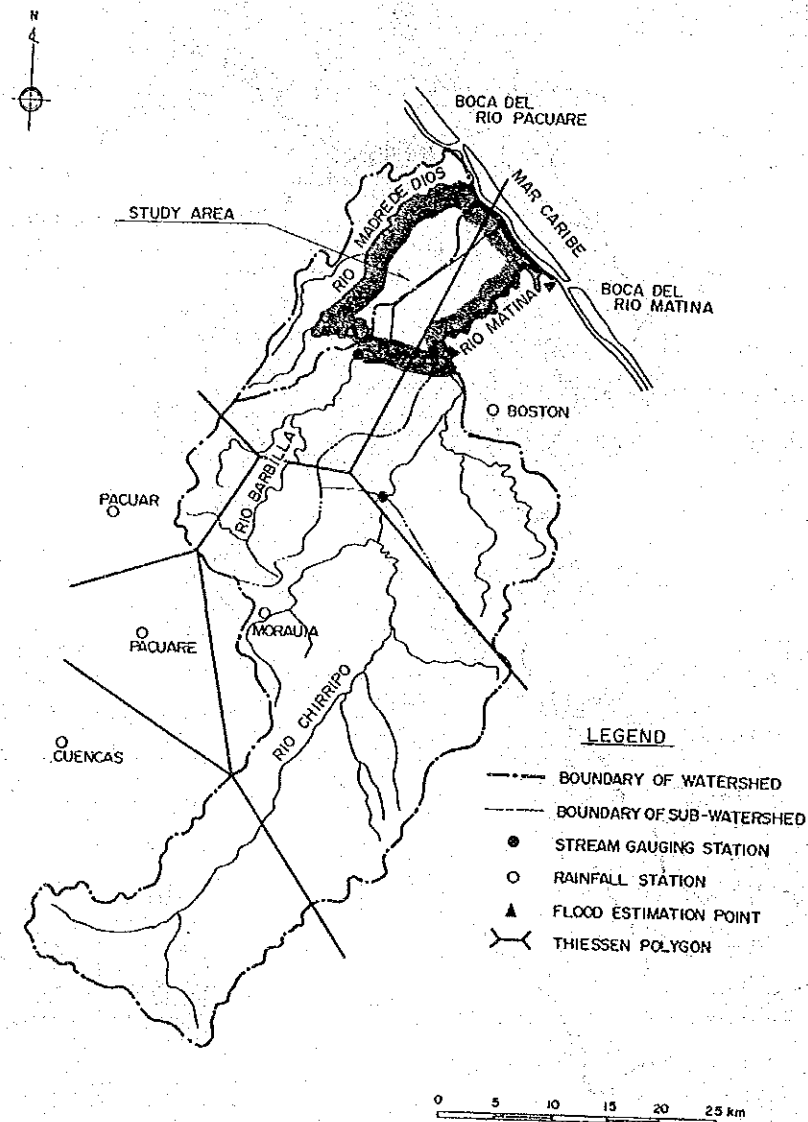 N
BOCA DEL
RIO PACUARE
MAR CARIBE
RIO MADRE DE DIOS
STUDY AREA
BOCA DEL
RIO MATINA
RIO MATINA
BOSTON
RIO BARBILLA
PACUAR
MORAUIA
PACUARE
RIO CHIRRIPO
CUENCAS
LEGEND
BOUNDARY OF WATERSHED
BOUNDARY OF SUB-WATERSHED
STREAM GAUGING STATION
RAINFALL STATION
FLOOD ESTIMATION POINT
THIESSEN POLYGON
0 5 10 15 20 25 km